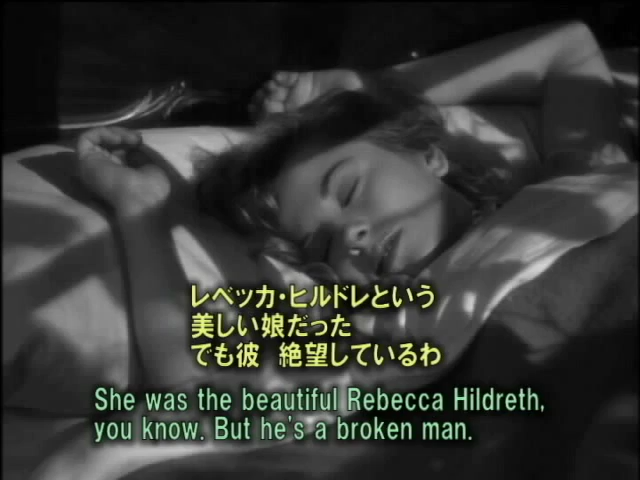 レベッカ・ヒルドレという
美しい娘だった
でも彼 絶望しているわ
She was the beautiful Rebecca Hildreth,
you know. But he's a broken man.